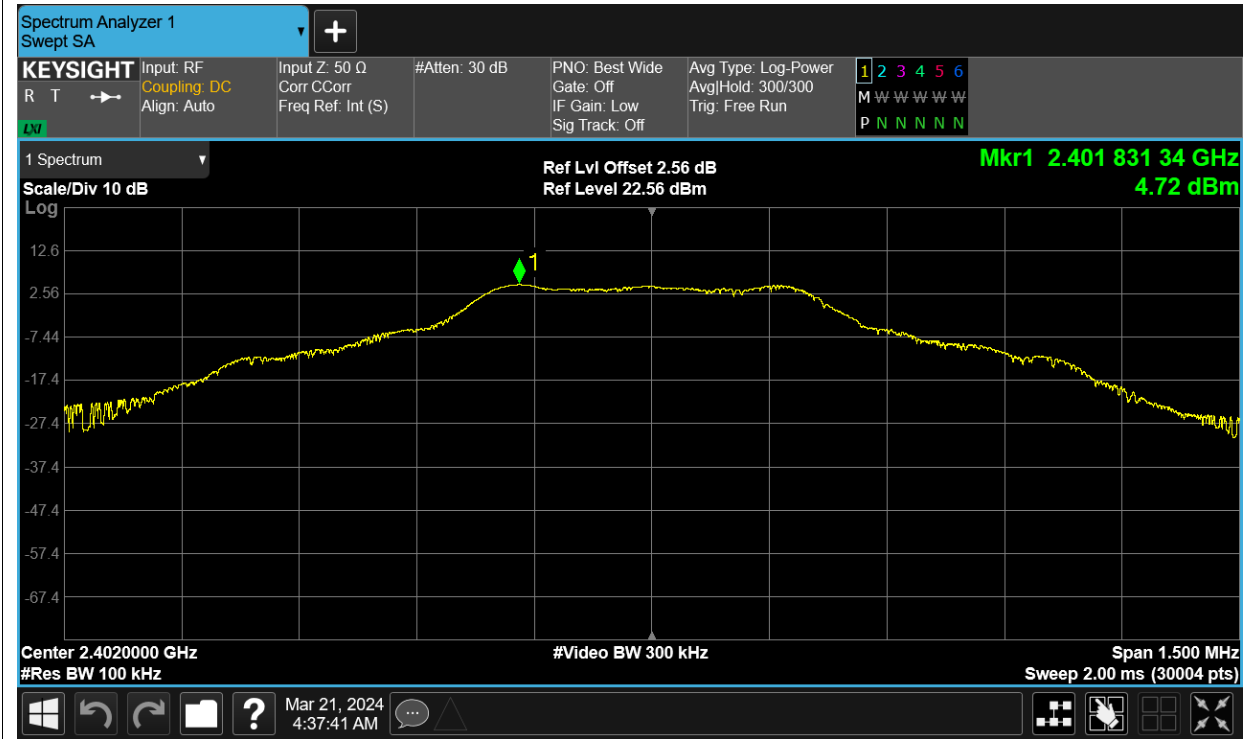 Spectrum Analyzer 1
Swept SA
KEYSIGHT
R T
LXI
Input: RF
Coupling: DC
Align: Auto
Input Z: 50 Ω
Corr CCorr
Freq Ref: Int (S)
#Atten: 30 dB
PNO: Best Wide
Gate: Off
IF Gain: Low
Sig Track: Off
Avg Type: Log-Power
Avg|Hold: 300/300
Trig: Free Run
1 2 3 4 5 6
M W W W W W
P N N N N N
1 Spectrum
Scale/Div 10 dB
Ref Lvl Offset 2.56 dB
Ref Level 22.56 dBm
Mkr1 2.401 831 34 GHz
4.72 dBm
Log
12.6
2.56
-7.44
-17.4
-27.4
-37.4
-47.4
-57.4
-67.4
1
Center 2.4020000 GHz
#Res BW 100 kHz
#Video BW 300 kHz
Span 1.500 MHz
Sweep 2.00 ms (30004 pts)
?
Mar 21, 2024
4:37:41 AM